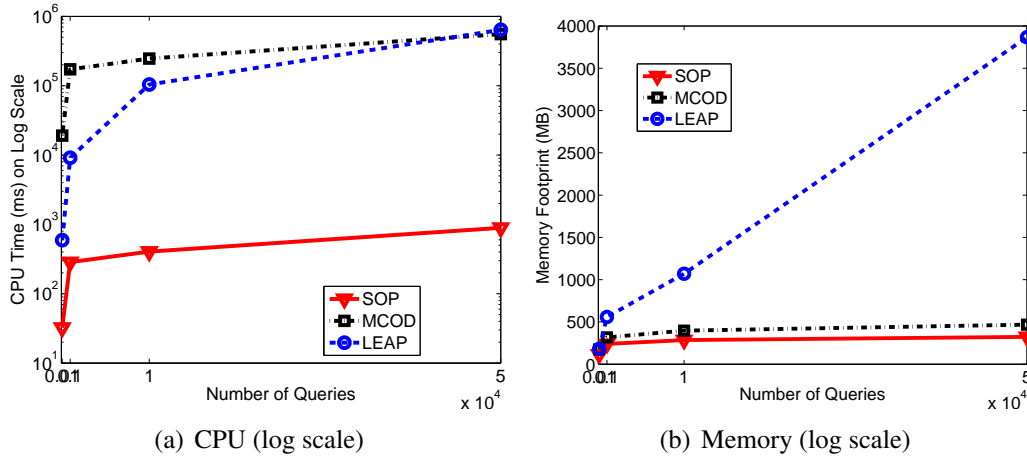 10^6
10^5
10^4
10^3
10^2
10^1
CPU Time (ms) on Log Scale
SOP
MCOD
LEAP
0.01 0.1 1 5
Number of Queries
x 10^4
(a) CPU (log scale)
4000
3500
3000
2500
2000
1500
1000
500
0
Memory Footprint (MB)
SOP
MCOD
LEAP
0.01 0.1 1 5
Number of Queries
x 10^4
(b) Memory (log scale)